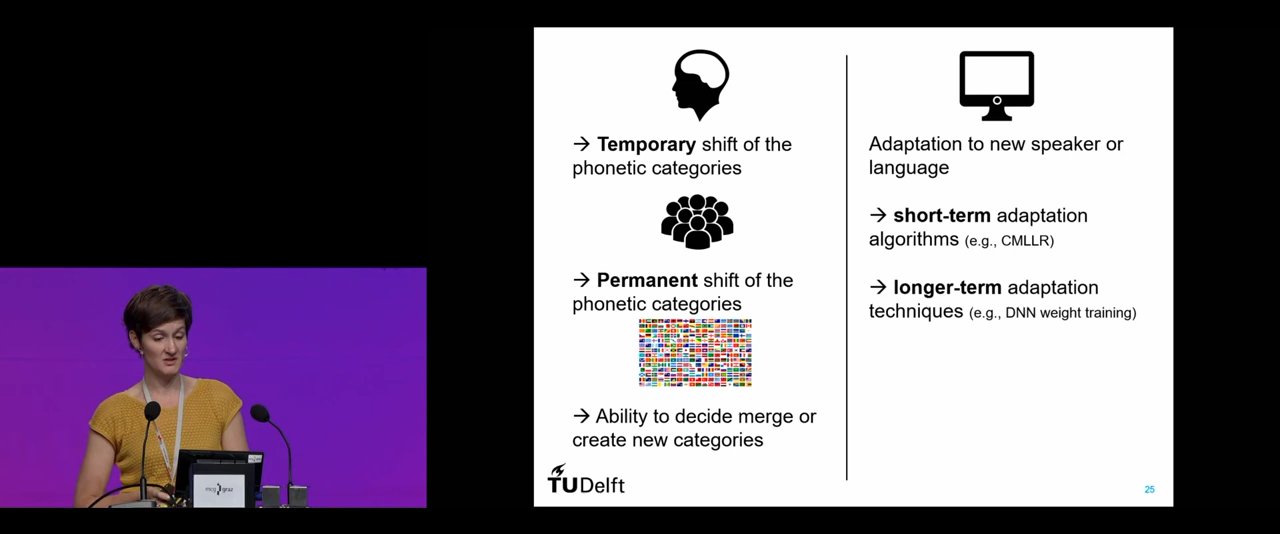 → Temporary shift of the
phonetic categories
→ Permanent shift of the
phonetic categories
→ Ability to decide merge or
create new categories
TUDelft
Adaptation to new speaker or
language
→ short-term adaptation
algorithms (e.g., CMLLR)
→ longer-term adaptation
techniques (e.g., DNN weight training)
25
mcg graz